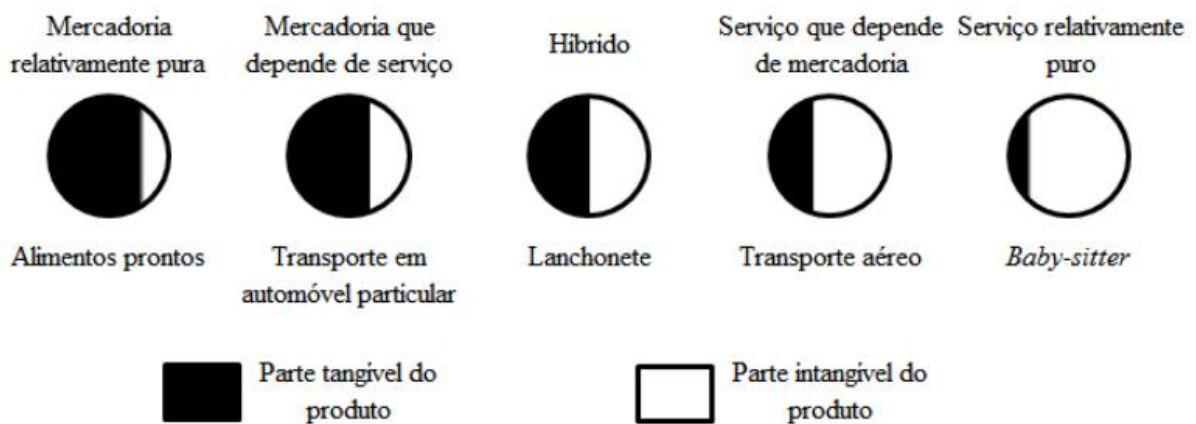 Mercadoria
relativamente pura
Mercadoria que
depende de serviço
Híbrido
Serviço que depende
de mercadoria
Serviço relativamente
puro
Alimentos prontos
Transporte em
automóvel particular
Lanchonete
Transporte aéreo
Baby-sitter
Parte tangível do
produto
Parte intangível do
produto